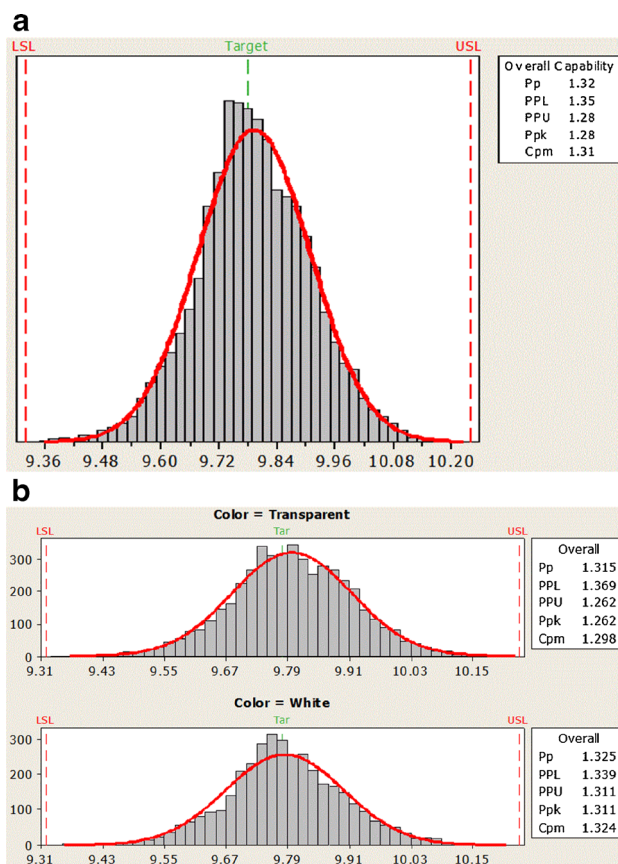 a
LSL Target USL
Overall Capability
Pp 1.32
PPL 1.35
PPU 1.28
Ppk 1.28
Cpm 1.31
9.36 9.48 9.60 9.72 9.84 9.96 10.08 10.20
b
Color = Transparent
LSL Tar USL
300
200
100
0
9.31 9.43 9.55 9.67 9.79 9.91 10.03 10.15
Overall
Pp 1.315
PPL 1.369
PPU 1.262
Ppk 1.262
Cpm 1.298
Color = White
LSL Tar USL
300
200
100
0
9.31 9.43 9.55 9.67 9.79 9.91 10.03 10.15
Overall
Pp 1.325
PPL 1.339
PPU 1.311
Ppk 1.311
Cpm 1.324